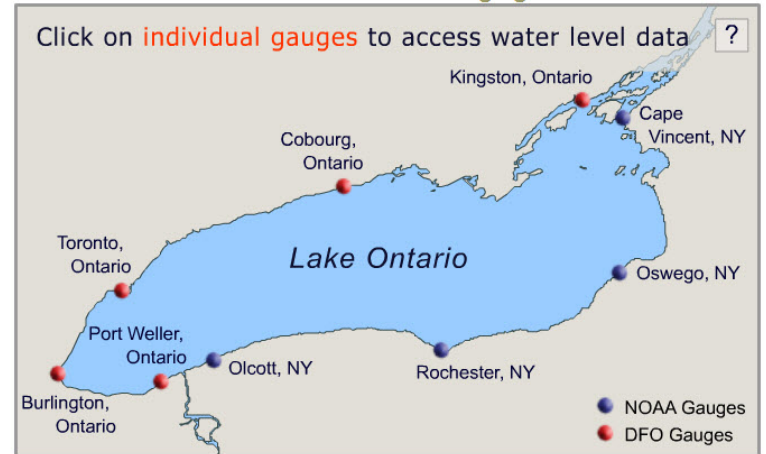 Click on individual gauges to access water level data ?
Kingston, Ontario
Cape
Vincent, NY
Cobourg,
Ontario
Toronto,
Ontario
Lake Ontario
Oswego, NY
Port Weller,
Ontario
Olcott, NY
Rochester, NY
Burlington,
Ontario
NOAA Gauges
DFO Gauges